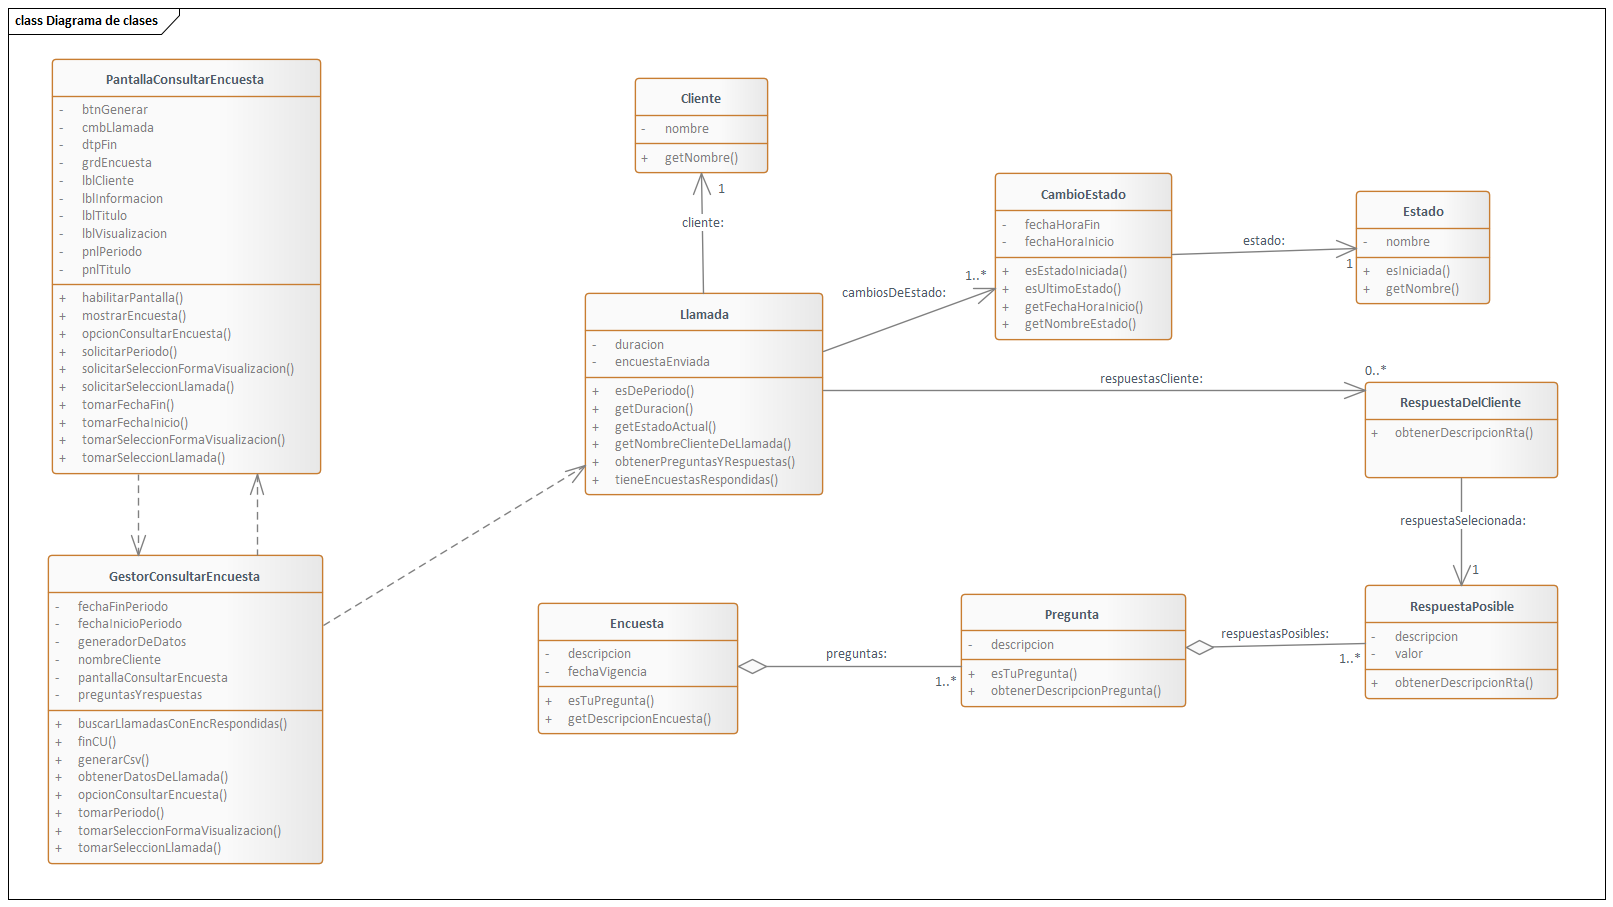 class Diagrama de clases
PantallaConsultarEncuesta
- btnGenerar
- cmbLlamada
- dtpFin
- grdEncuesta
- lblCliente
- lblInformacion
- lblTitulo
- lblVisualizacion
- pnlPeriodo
- pnlTitulo
+ habilitarPantalla()
+ mostrarEncuesta()
+ opcionConsultarEncuesta()
+ solicitarPeriodo()
+ solicitarSeleccionFormaVisualizacion()
+ solicitarSeleccionLlamada()
+ tomarFechaFin()
+ tomarFechaInicio()
+ tomarSeleccionFormaVisualizacion()
+ tomarSeleccionLlamada()
Cliente
- nombre
+ getNombre()
1
cliente:
CambioEstado
- fechaHoraFin
- fechaHoraInicio
+ esEstadoIniciada()
+ esUltimoEstado()
+ getFechaHoraInicio()
+ getNombreEstado()
1..*
cambiosDeEstado:
estado:
1
Estado
- nombre
+ esIniciada()
+ getNombre()
Llamada
- duracion
- encuestaEnviada
+ esDePeriodo()
+ getDuracion()
+ getEstadoActual()
+ getNombreClienteDeLlamada()
+ obtenerPreguntasYRespuestas()
+ tieneEncuestasRespondidas()
respuestasCliente:
0..*
RespuestaDelCliente
+ obtenerDescripcionRta()
respuestaSelecionada:
1
GestorConsultarEncuesta
- fechaFinPeriodo
- fechaInicioPeriodo
- generadorDeDatos
- nombreCliente
- pantallaConsultarEncuesta
- preguntasYrespuestas
+ buscarLlamadasConEncRespondidas()
+ finCU()
+ generarCsv()
+ obtenerDatosDeLlamada()
+ opcionConsultarEncuesta()
+ tomarPeriodo()
+ tomarSeleccionFormaVisualizacion()
+ tomarSeleccionLlamada()
Encuesta
- descripcion
- fechaVigencia
+ esTuPregunta()
+ getDescripcionEncuesta()
preguntas:
1..*
Pregunta
- descripcion
+ esTuPregunta()
+ obtenerDescripcionPregunta()
respuestasPosibles:
1..*
RespuestaPosible
- descripcion
- valor
+ obtenerDescripcionRta()